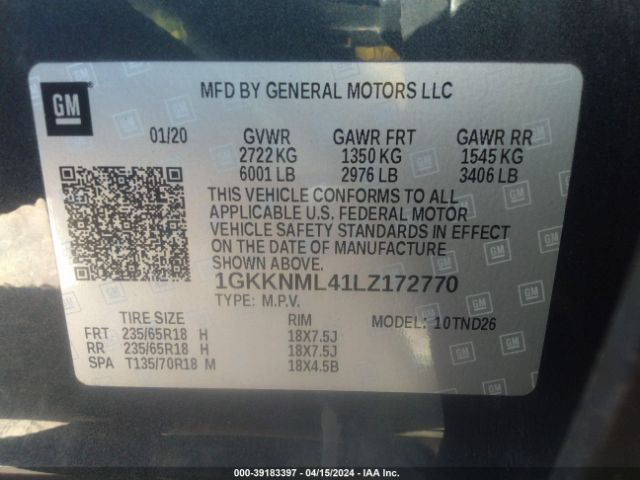 GM
MFD BY GENERAL MOTORS LLC
01/20 GVWR GAWR FRT GAWR RR
2722 KG 1350 KG 1545 KG
6001 LB 2976 LB 3406 LB
THIS VEHICLE CONFORMS TO ALL
APPLICABLE U.S. FEDERAL MOTOR
VEHICLE SAFETY STANDARDS IN EFFECT
ON THE DATE OF MANUFACTURE
SHOWN ABOVE.
1GKKNML41LZ172770
TYPE: M.P.V.
TIRE SIZE RIM MODEL: 10TND26
FRT 235/65R18 H 18X7.5J
RR 235/65R18 H 18X7.5J
SPA T135/70R18 M 18X4.5B
© COPYRIGHT
#: 000--39183397 - 04/15/2024 - IAA Inc.